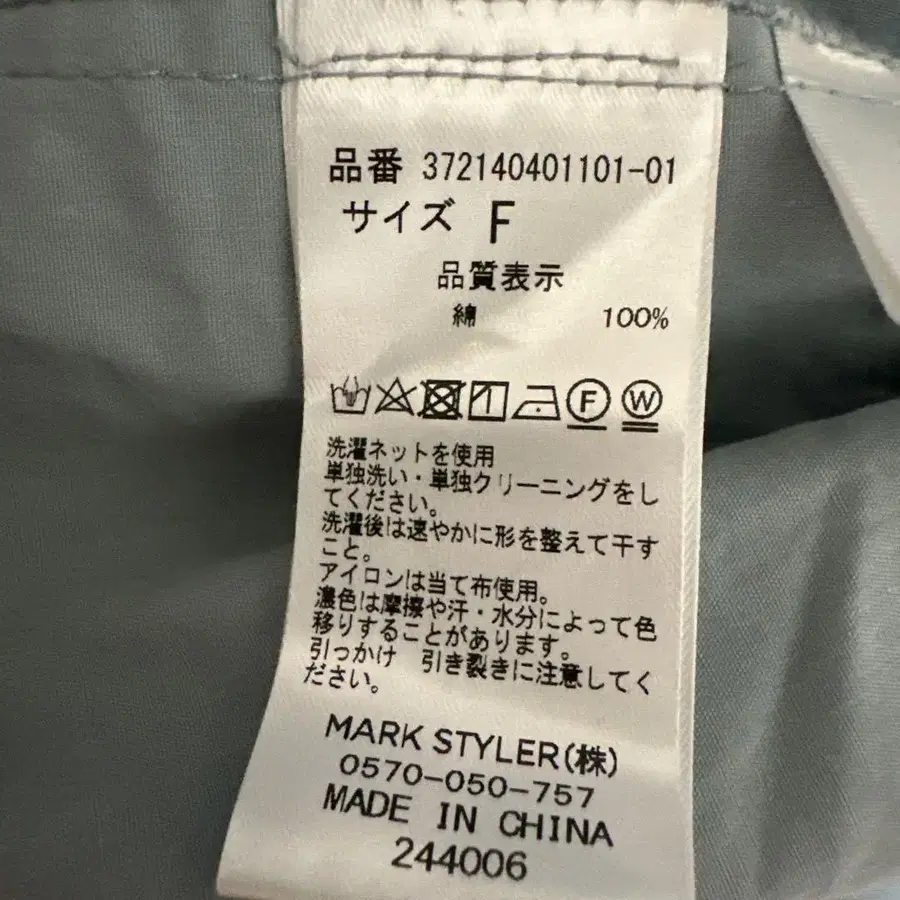 品番 372140401101-01
サイズ F
品質表示
綿 100%
F W
洗濯ネットを使用
単独洗い・単独クリーニングをし
てください。
洗濯後は速やかに形を整えて干す
こと。
アイロンは当て布使用。
濃色は摩擦や汗・水分によって色
移りすることがあります。
引っかけ 引き裂きに注意してく
ださい。
MARK STYLER(株)
0570-050-757
MADE IN CHINA
244006